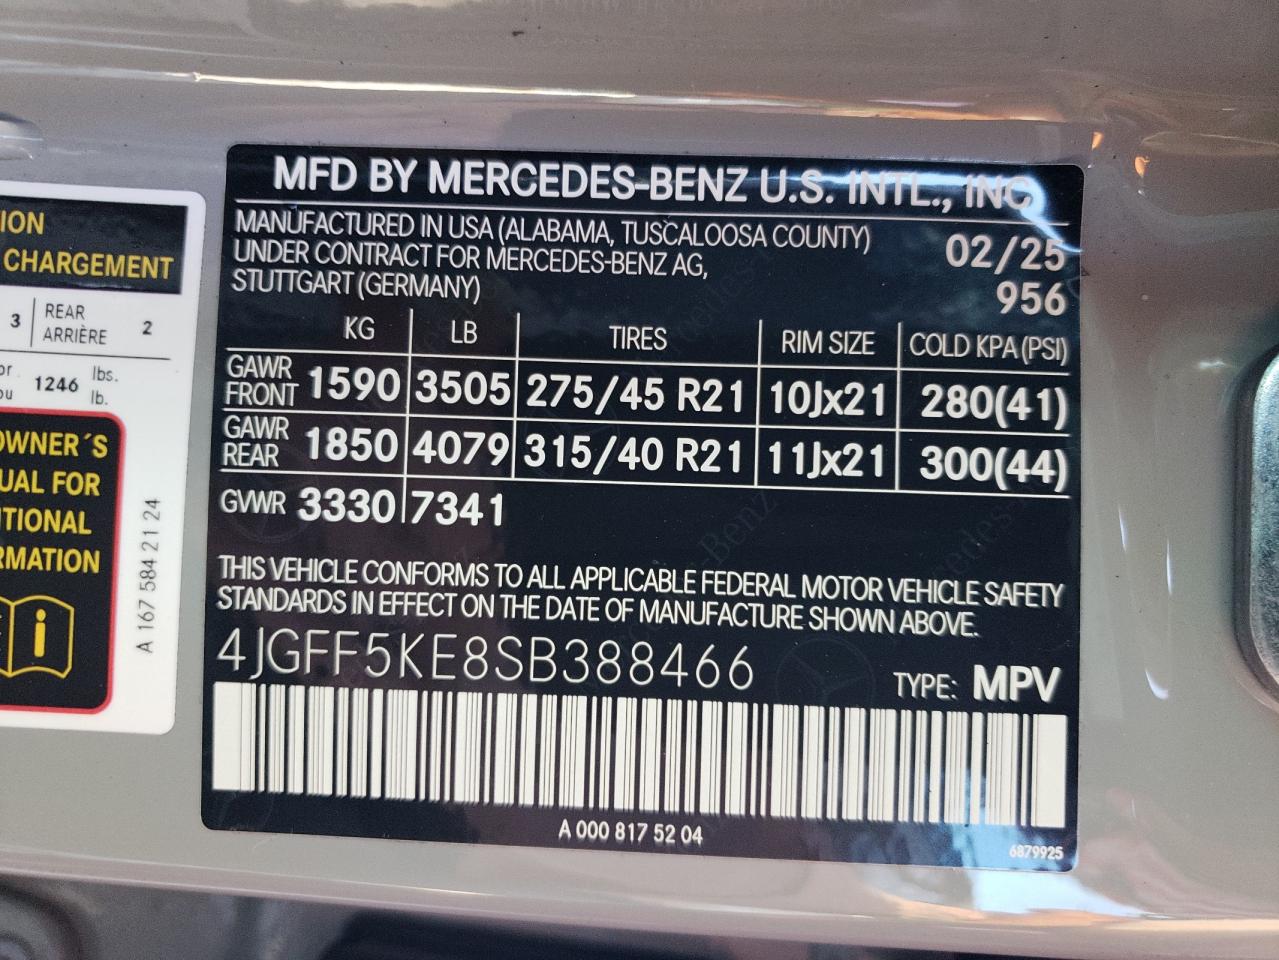 ION
CHARGEMENT
3 REAR ARRIÈRE 2
or ou 1246 lbs. lb.
OWNER´S
UAL FOR
ITIONAL
RMATION
A 167 584 21 24
MFD BY MERCEDES-BENZ U.S. INTL., INC
MANUFACTURED IN USA (ALABAMA, TUSCALOOSA COUNTY)
UNDER CONTRACT FOR MERCEDES-BENZ AG,
STUTTGART (GERMANY)
02/25
956
KG LB TIRES RIM SIZE COLD KPA (PSI)
GAWR FRONT 1590 3505 275/45 R21 10Jx21 280(41)
GAWR REAR 1850 4079 315/40 R21 11Jx21 300(44)
GVWR 3330 7341
THIS VEHICLE CONFORMS TO ALL APPLICABLE FEDERAL MOTOR VEHICLE SAFETY
STANDARDS IN EFFECT ON THE DATE OF MANUFACTURE SHOWN ABOVE.
4JGFF5KE8SB388466
TYPE: MPV
A 000 817 52 04
6879925